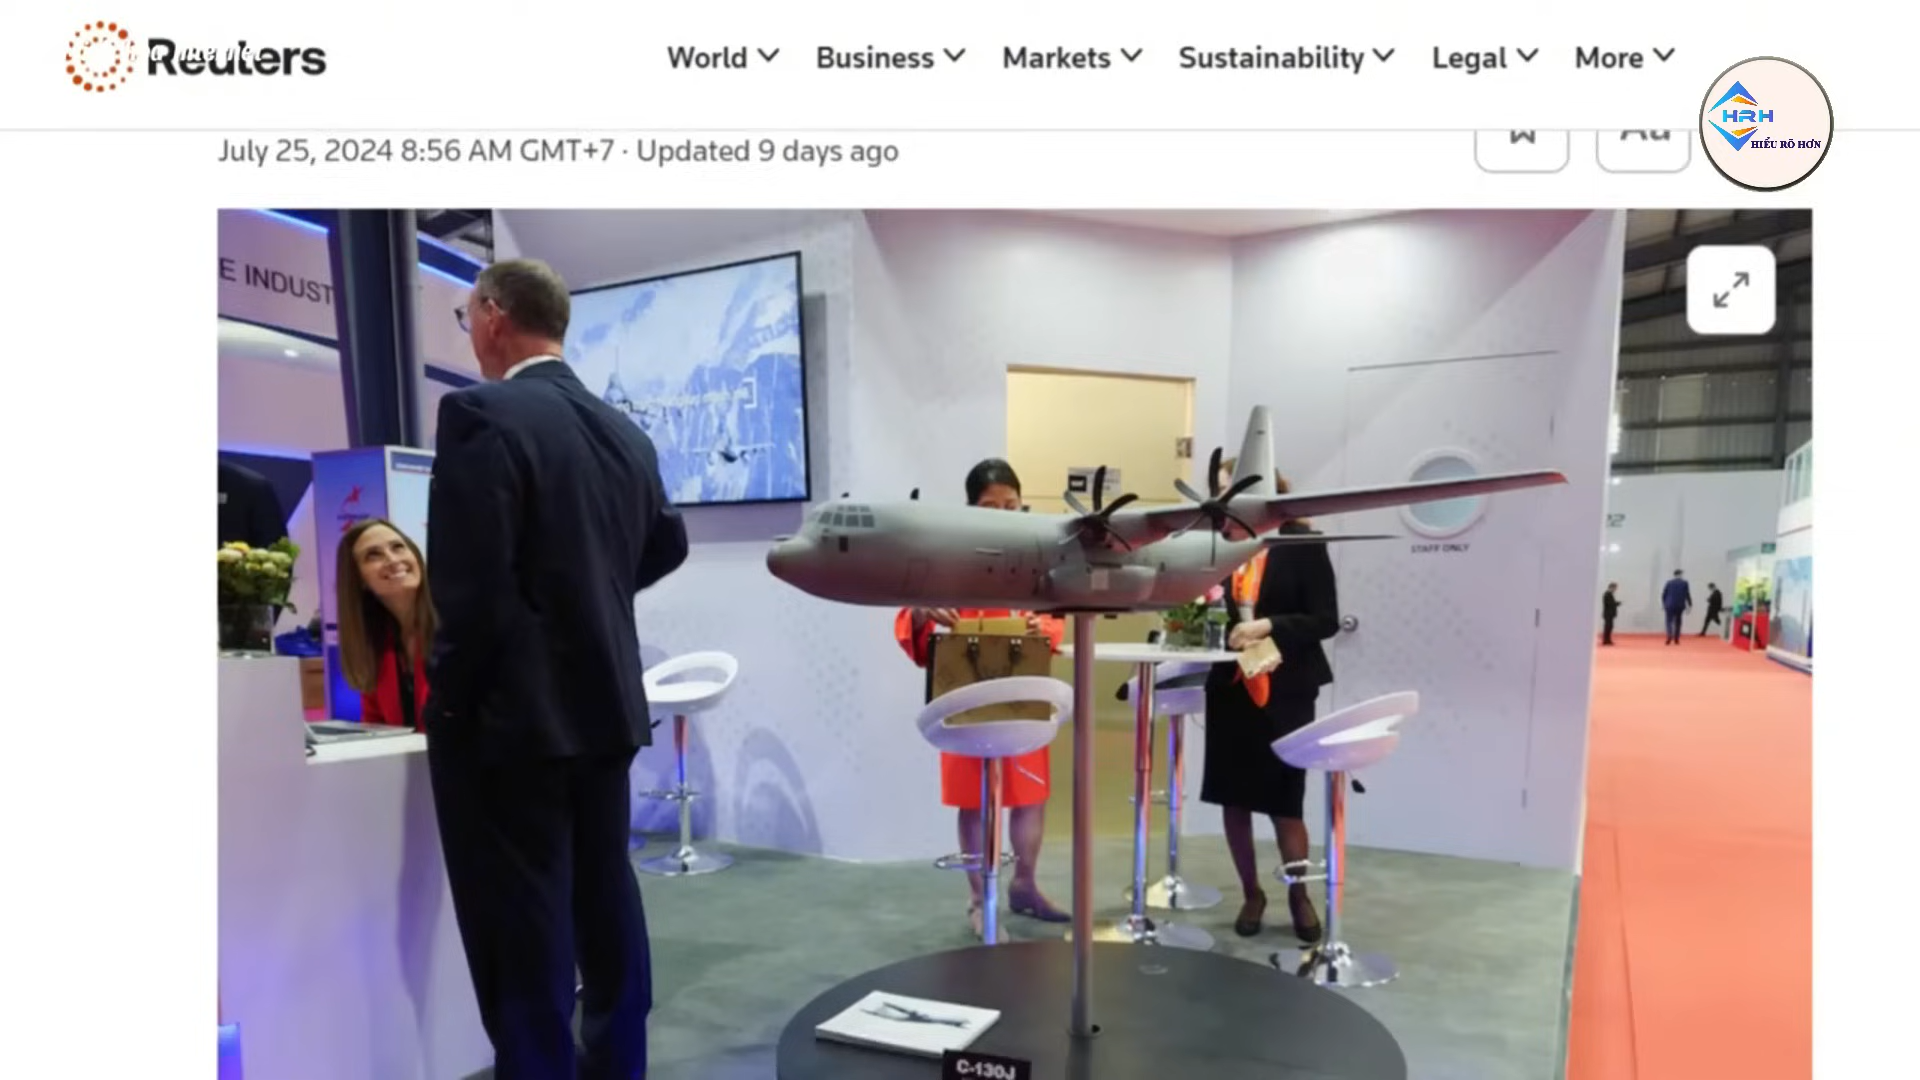 Reuters
World
Business
Markets
Sustainability
Legal
More
HRH
HIỂU RÕ HƠN
July 25, 2024 8:56 AM GMT+7 · Updated 9 days ago
E INDUST
STAFF ONLY
C-130J